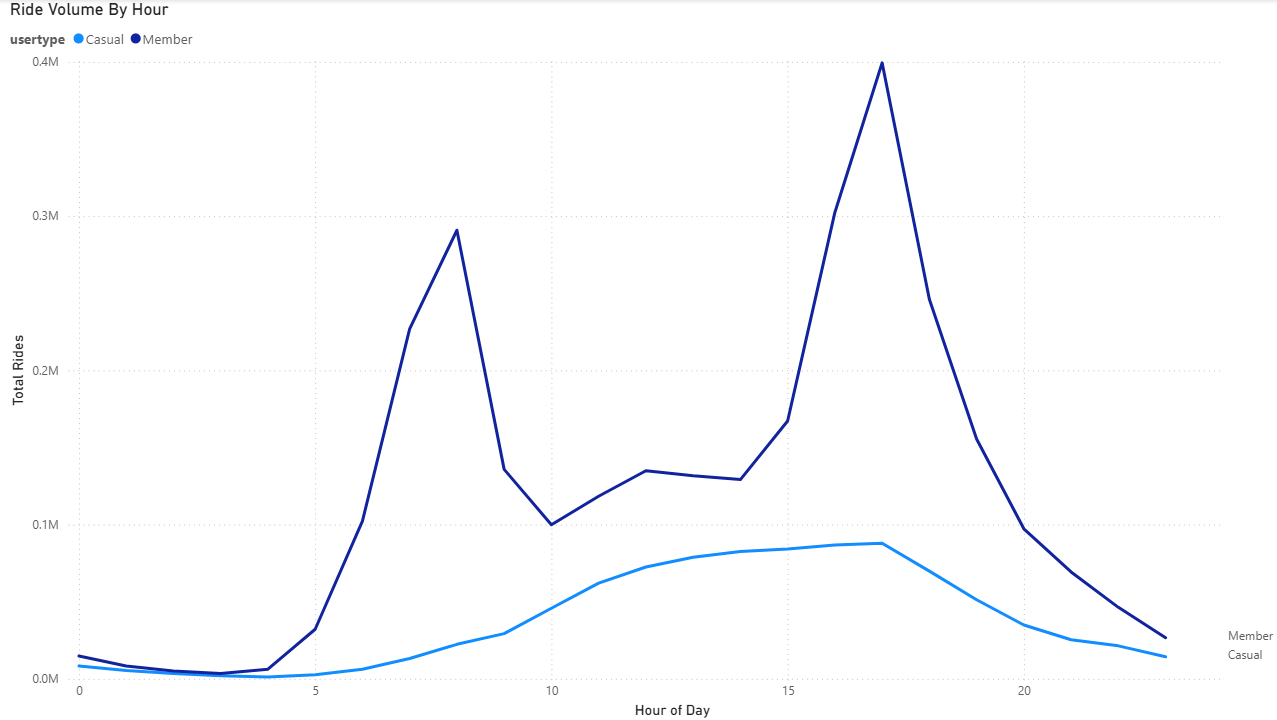 Ride Volume By Hour
usertype Casual Member
0.4M
0.3M
0.2M
0.1M
0.0M
Total Rides
0 5 10 15 20
Hour of Day
Member
Casual